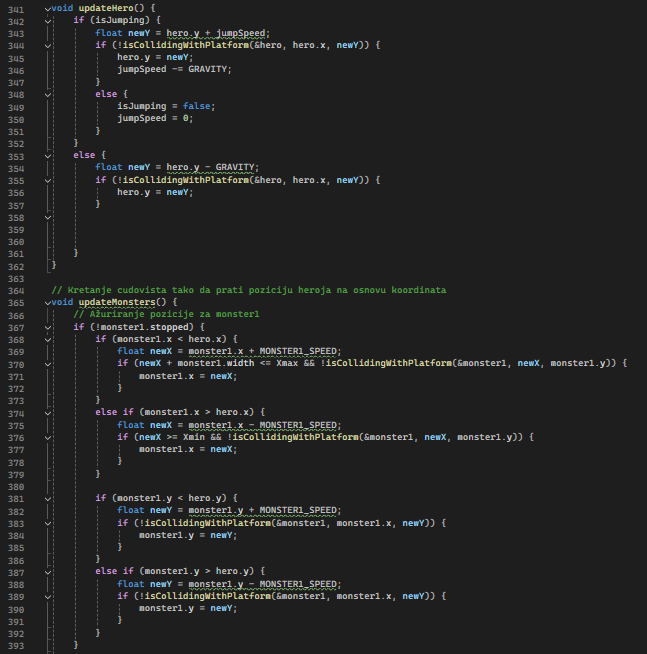 341 void updateHero() {
342 if (isJumping) {
343 float newY = hero.y + jumpSpeed;
344 if (!isCollidingWithPlatform(&hero, hero.x, newY)) {
345 hero.y = newY;
346 jumpSpeed -= GRAVITY;
347 }
348 else {
349 isJumping = false;
350 jumpSpeed = 0;
351 }
352 }
353 else {
354 float newY = hero.y - GRAVITY;
355 if (!isCollidingWithPlatform(&hero, hero.x, newY)) {
356 hero.y = newY;
357 }
358
359
360
361 }
362 }
363
364 // Kretanje cudovista tako da prati poziciju heroja na osnovu koordinata
365 void updateMonsters() {
366 // Ažuriranje pozicije za monster1
367 if (!monster1.stopped) {
368 if (monster1.x < hero.x) {
369 float newX = monster1.x + MONSTER1_SPEED;
370 if (newX + monster1.width <= Xmax && !isCollidingWithPlatform(&monster1, newX, monster1.y)) {
371 monster1.x = newX;
372 }
373 }
374 else if (monster1.x > hero.x) {
375 float newX = monster1.x - MONSTER1_SPEED;
376 if (newX >= Xmin && !isCollidingWithPlatform(&monster1, newX, monster1.y)) {
377 monster1.x = newX;
378 }
379 }
380
381 if (monster1.y < hero.y) {
382 float newY = monster1.y + MONSTER1_SPEED;
383 if (!isCollidingWithPlatform(&monster1, monster1.x, newY)) {
384 monster1.y = newY;
385 }
386 }
387 else if (monster1.y > hero.y) {
388 float newY = monster1.y - MONSTER1_SPEED;
389 if (!isCollidingWithPlatform(&monster1, monster1.x, newY)) {
390 monster1.y = newY;
391 }
392 }
393 }